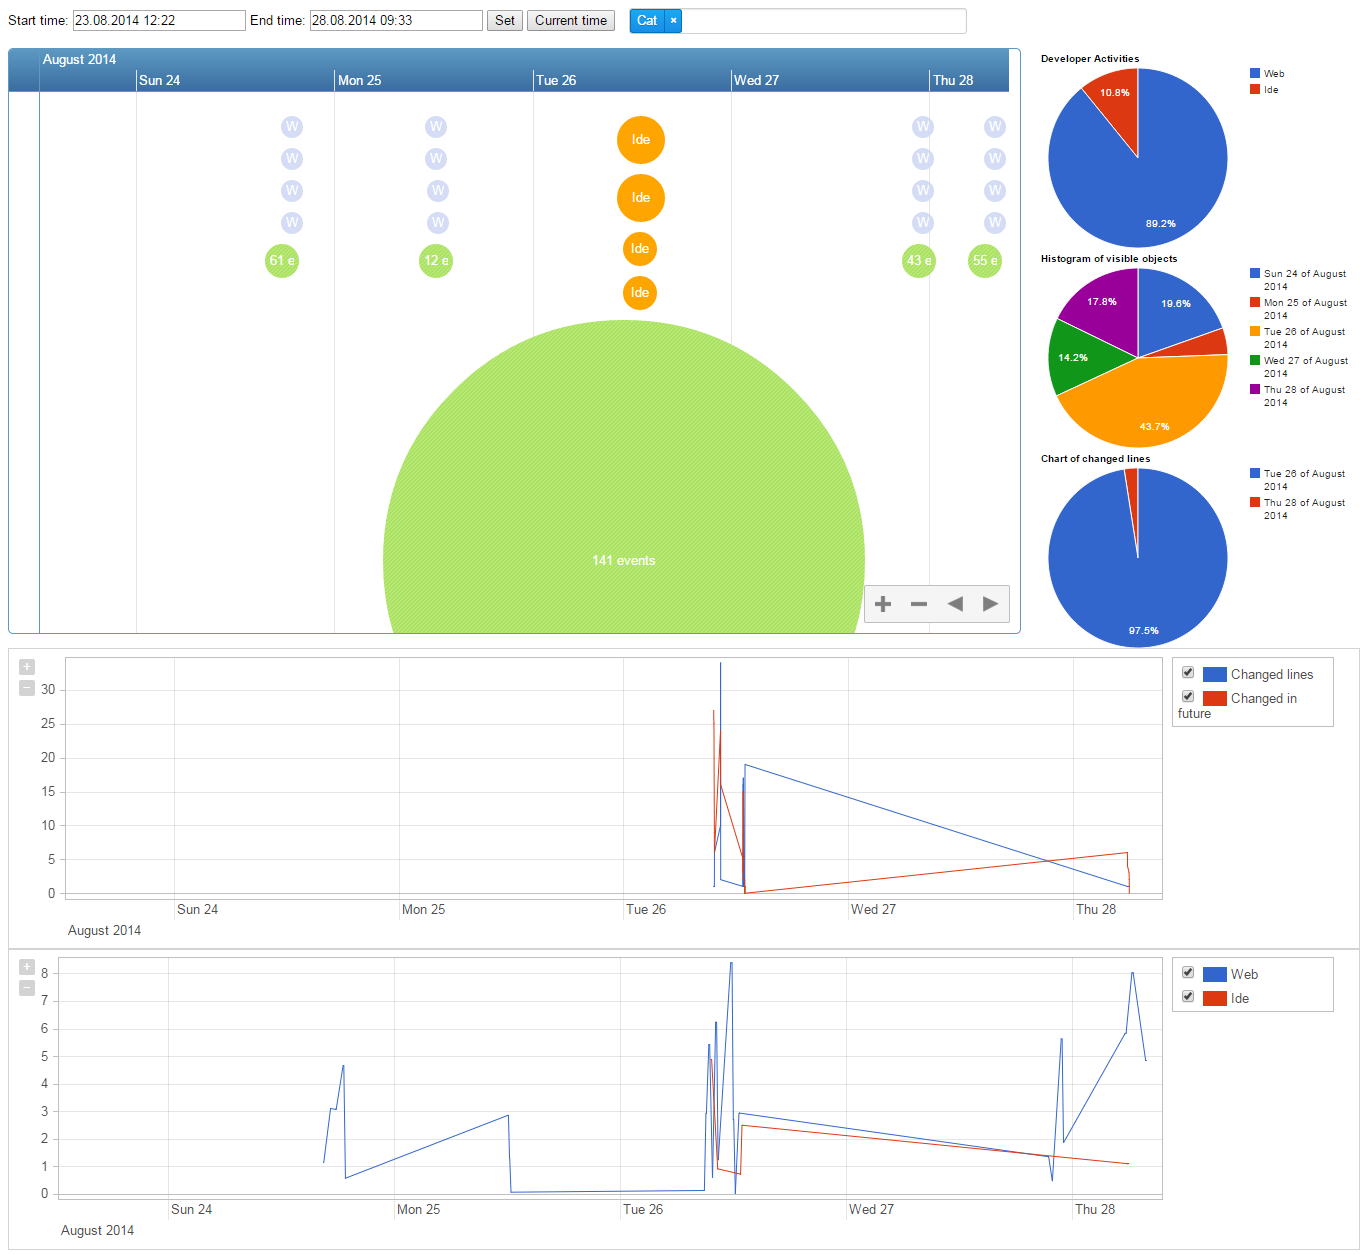 Start time: 23.08.2014 12:22 End time: 28.08.2014 09:33 Set Current time Cat ×
August 2014
Sun 24 Mon 25 Tue 26 Wed 27 Thu 28
W W Ide W W
W W W W
W W Ide W W
W W W W
61 e 12 e Ide 43 e 55 e
Ide
141 events
Developer Activities
Web
Ide
10.8%
89.2%
Histogram of visible objects
Sun 24 of August
2014
Mon 25 of August
2014
Tue 26 of August
2014
Wed 27 of August
2014
Thu 28 of August
2014
17.8% 19.6%
14.2%
43.7%
Chart of changed lines
Tue 26 of August
2014
Thu 28 of August
2014
97.5%
30
25
20
15
10
5
0
Sun 24 Mon 25 Tue 26 Wed 27 Thu 28
August 2014
Changed lines
Changed in
future
8
7
6
5
4
3
2
1
0
Sun 24 Mon 25 Tue 26 Wed 27 Thu 28
August 2014
Web
Ide